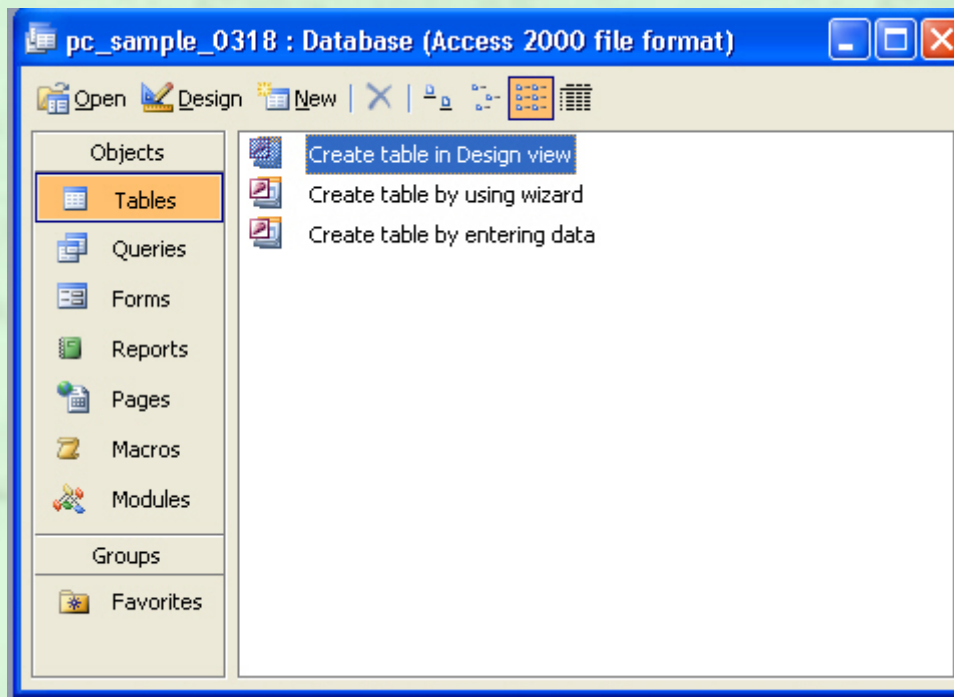 pc_sample_0318 : Database (Access 2000 file format)
Open Design New
Objects
Tables
Queries
Forms
Reports
Pages
Macros
Modules
Groups
Favorites
Create table in Design view
Create table by using wizard
Create table by entering data